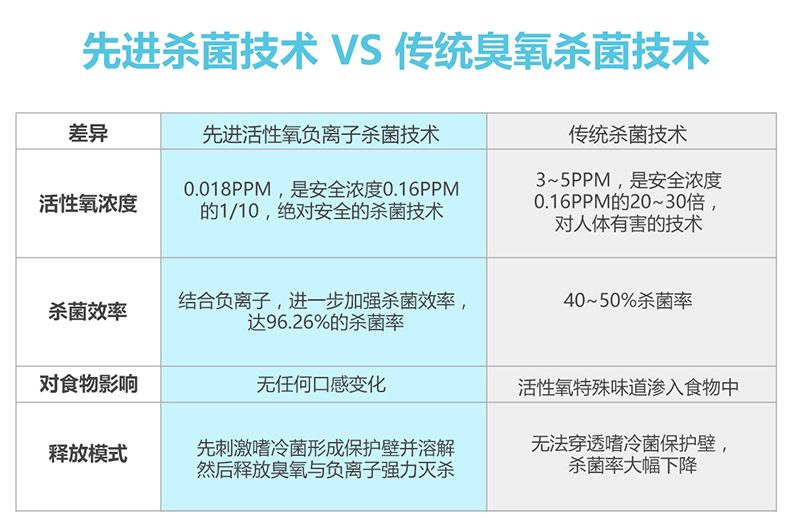 先进杀菌技术 VS 传统臭氧杀菌技术
差异
先进活性氧负离子杀菌技术
传统杀菌技术
活性氧浓度
0.018PPM，是安全浓度0.16PPM
的1/10，绝对安全的杀菌技术
3~5PPM，是安全浓度
0.16PPM的20~30倍，
对人体有害的技术
杀菌效率
结合负离子，进一步加强杀菌效率，
达96.26%的杀菌率
40~50%杀菌率
对食物影响
无任何口感变化
活性氧特殊味道渗入食物中
释放模式
先刺激嗜冷菌形成保护壁并溶解
然后释放臭氧与负离子强力灭杀
无法穿透嗜冷菌保护壁，
杀菌率大幅下降